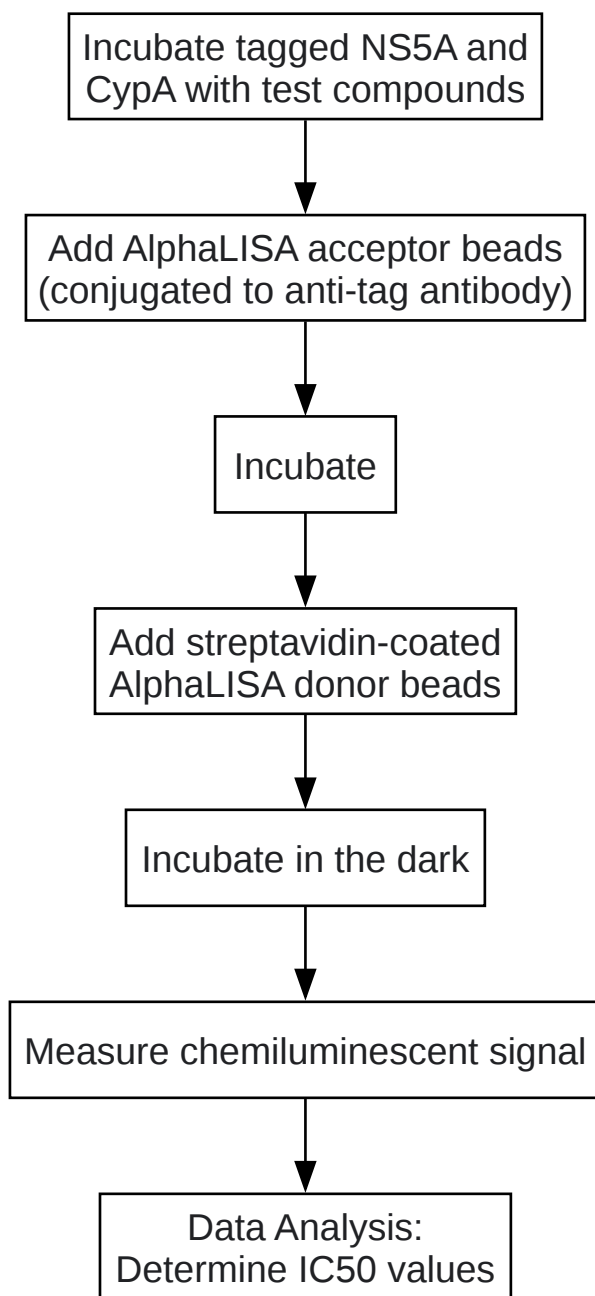 Incubate tagged NS5A and
CypA with test compounds
Add AlphaLISA acceptor beads
(conjugated to anti-tag antibody)
Incubate
Add streptavidin-coated
AlphaLISA donor beads
Incubate in the dark
Measure chemiluminescent signal
Data Analysis:
Determine IC50 values